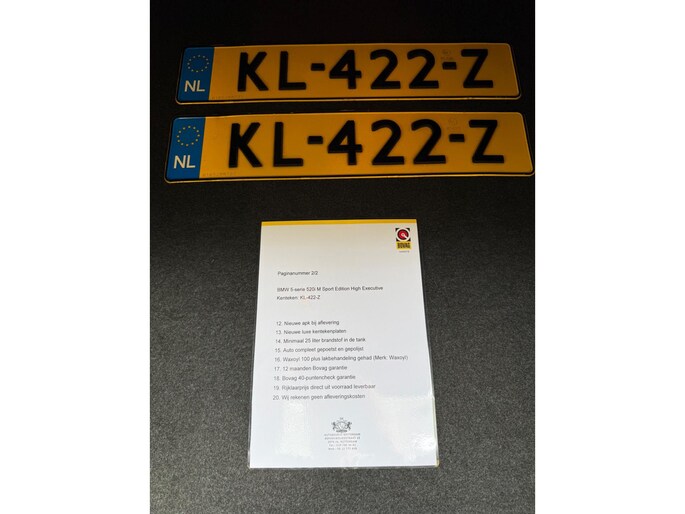 NL KL-422-Z
NL KL-422-Z
BOVAG
Paginanummer 2/2
BMW 5-serie 520i M Sport Edition High Executive
Kenteken: KL-422-Z
12. Nieuwe apk bij aflevering
13. Nieuwe luxe kentekenplaten
14. Minimaal 25 liter brandstof in de tank
15. Auto compleet gepoetst en gepolijst
16. Waxoyl 100 plus lakbehandeling gehad (Merk: Waxoyl)
17. 12 maanden Bovag garantie
18. Bovag 40-puntencheck garantie
19. Rijklaarprijs direct uit voorraad leverbaar
20. Wij rekenen geen afleveringskosten